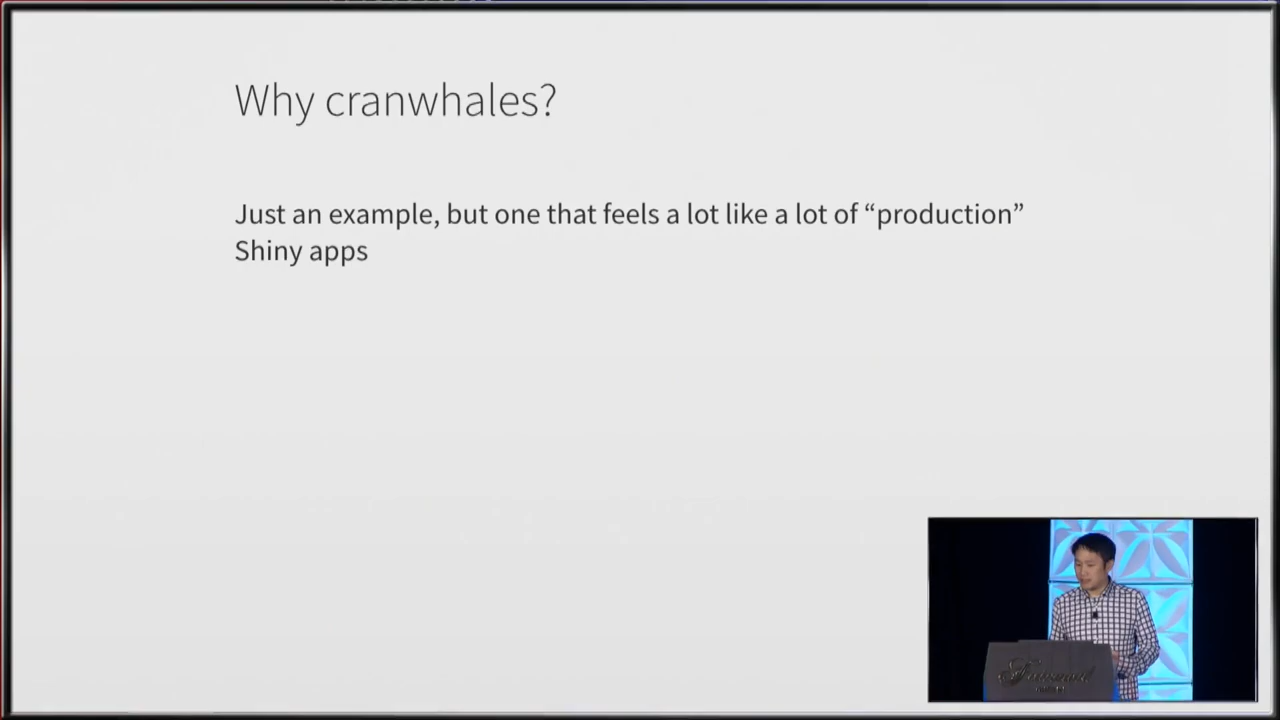 Why cranwhales?
Just an example, but one that feels a lot like a lot of “production”
Shiny apps